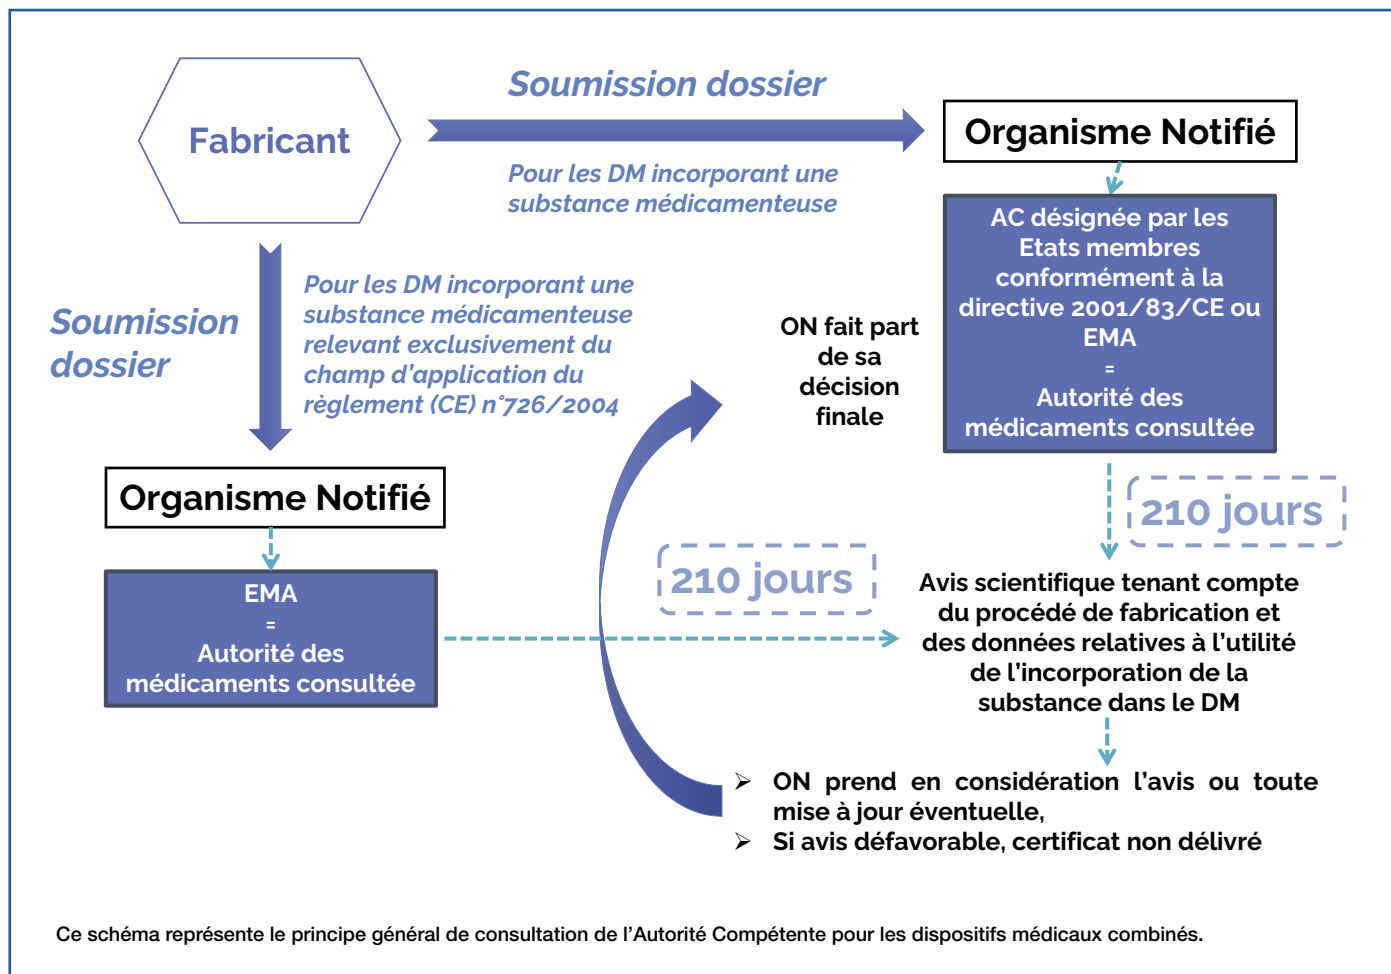 Fabricant
Soumission dossier
Pour les DM incorporant une
substance médicamenteuse
Organisme Notifié
AC désignée par les
Etats membres
conformément à la
directive 2001/83/CE ou
EMA
=
Autorité des
médicaments consultée
Soumission
dossier
Pour les DM incorporant une
substance médicamenteuse
relevant exclusivement du
champ d'application du
règlement (CE) n°726/2004
ON fait part
de sa
décision
finale
Organisme Notifié
EMA
=
Autorité des
médicaments consultée
210 jours
210 jours
Avis scientifique tenant compte
du procédé de fabrication et
des données relatives à l'utilité
de l'incorporation de la
substance dans le DM
➢ ON prend en considération l'avis ou toute
mise à jour éventuelle,
➢ Si avis défavorable, certificat non délivré
Ce schéma représente le principe général de consultation de l'Autorité Compétente pour les dispositifs médicaux combinés.